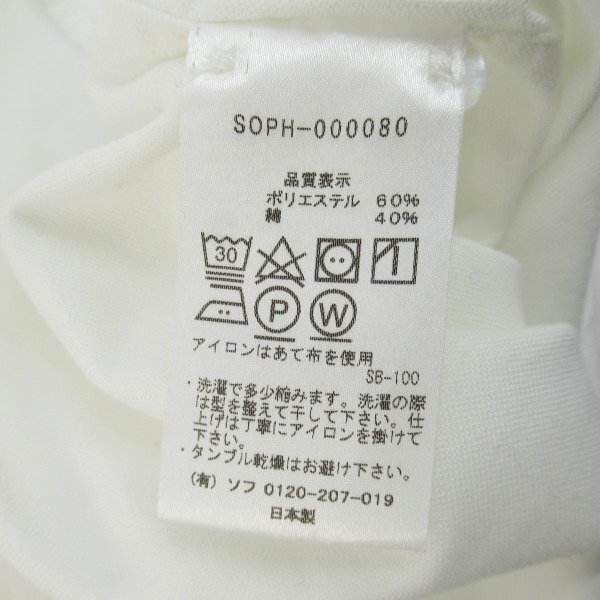 SOPH-000080
品質表示
ポリエステル 60%
綿 40%
30
P W
アイロンはあて布を使用
SB-100
・洗濯で多少縮みます。洗濯の際
は型を整えて干して下さい。仕
上げは丁寧にアイロンを掛けて
下さい。
・タンブル乾燥はお避け下さい。
(有) ソフ 0120-207-019
日本製